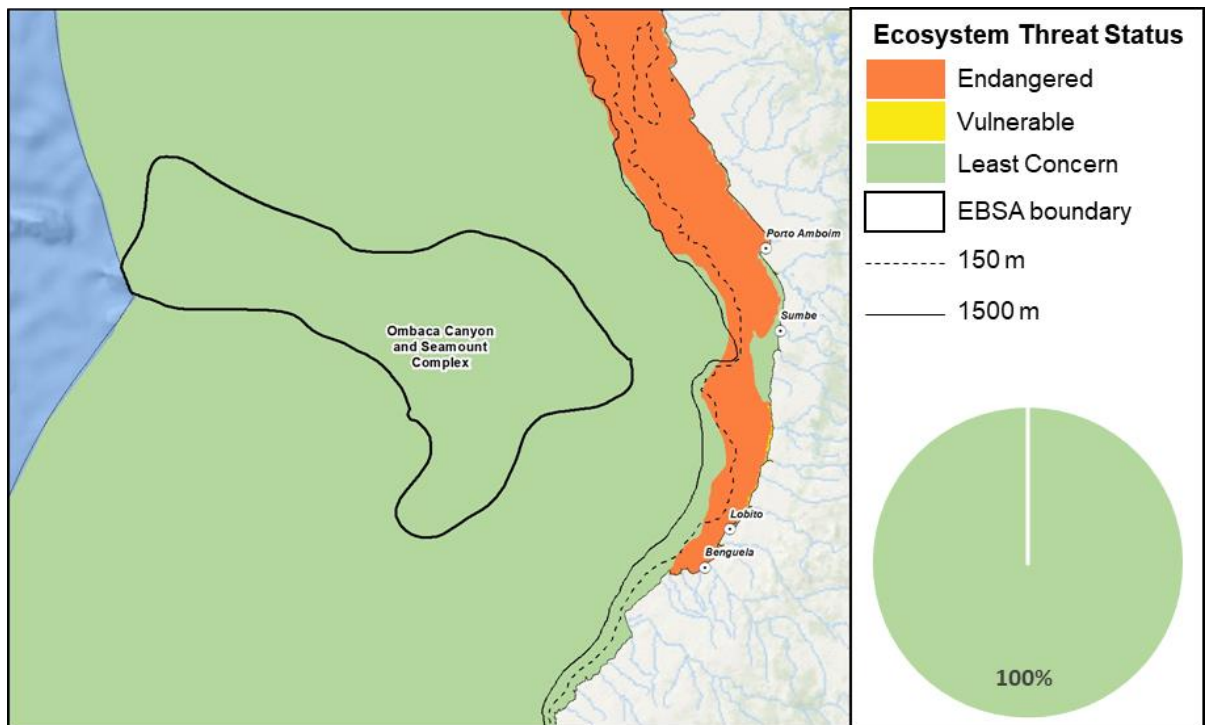 Porto Amboim
Sumbe
Ombaca Canyon
and Seamount
Complex
Lobito
Benguela
Ecosystem Threat Status
Endangered
Vulnerable
Least Concern
EBSA boundary
150 m
1500 m
100%